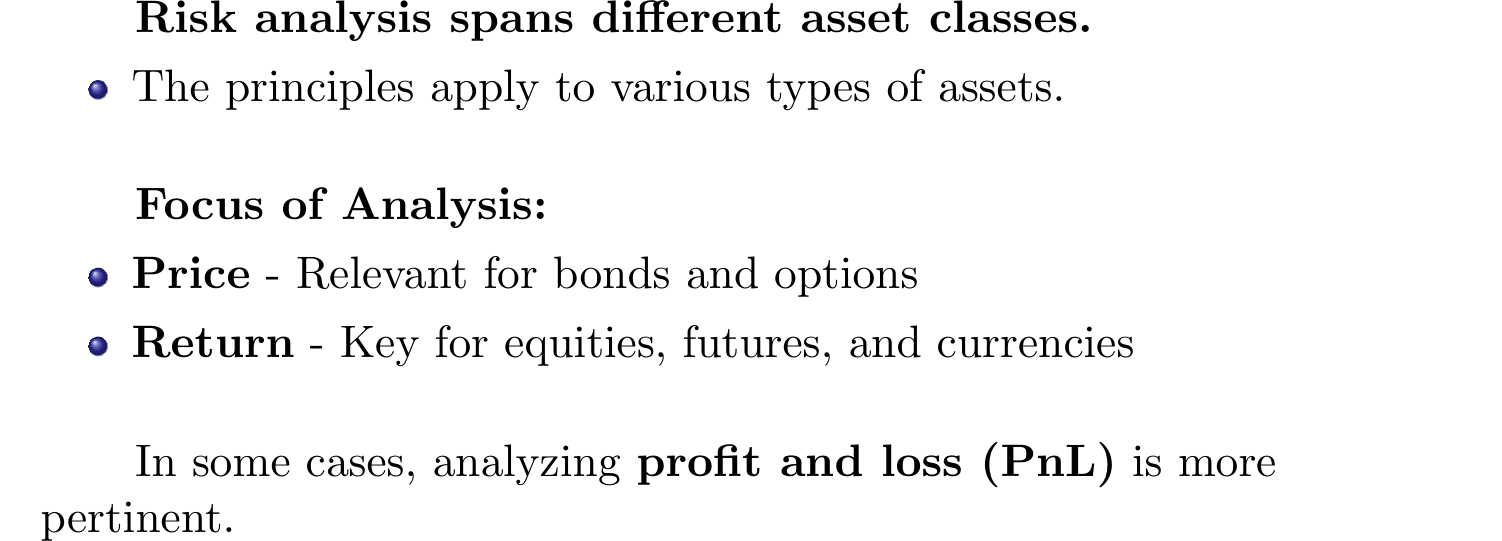 Risk analysis spans different asset classes.
The principles apply to various types of assets.
Focus of Analysis:
Price - Relevant for bonds and options
Return - Key for equities, futures, and currencies
In some cases, analyzing profit and loss (PnL) is more
pertinent.